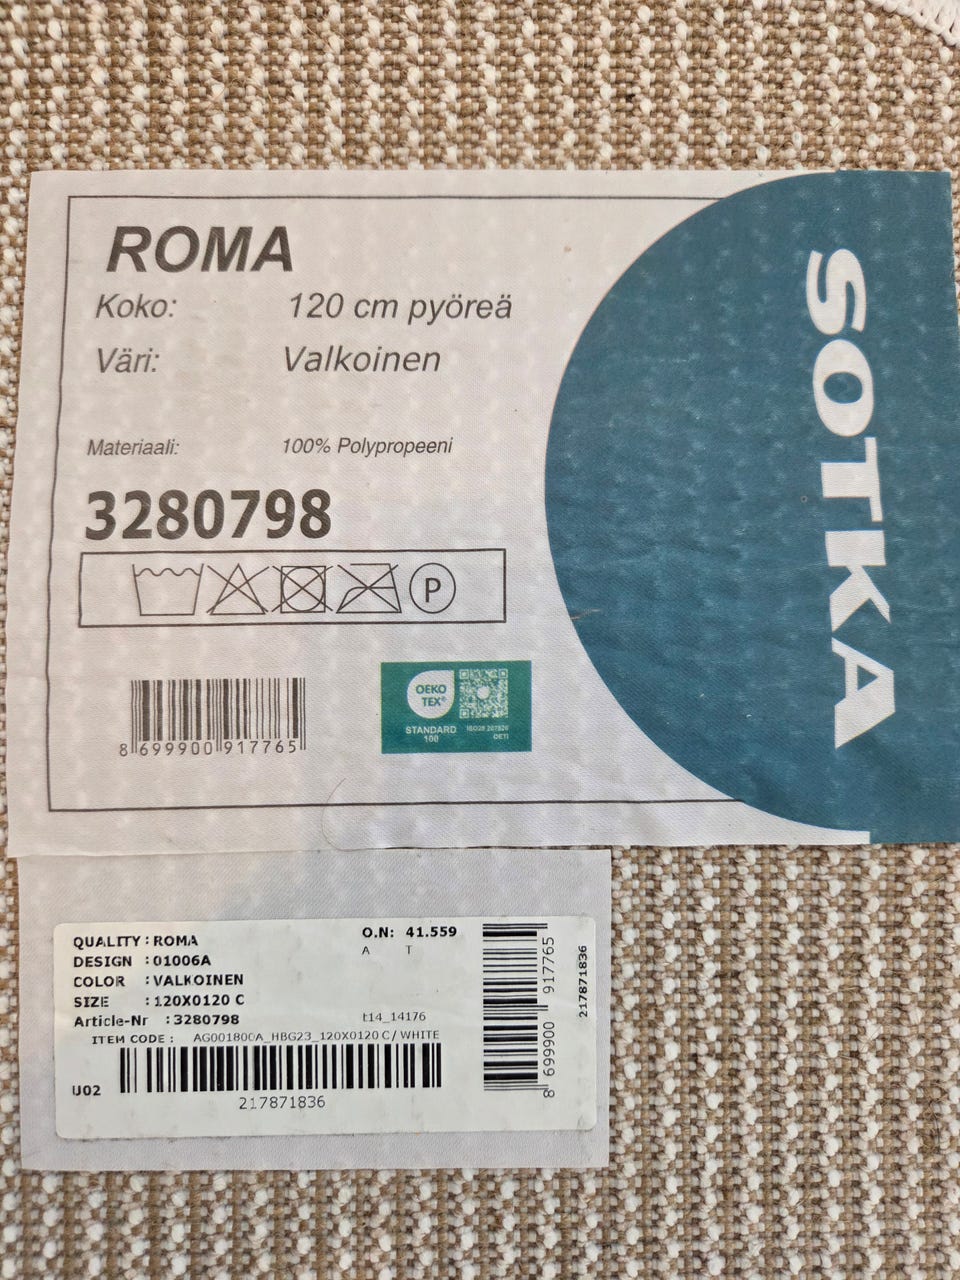 ROMA
Koko: 120 cm pyöreä
Väri: Valkoinen
Materiaali: 100% Polypropeeni
3280798
P
8 699900 917765
OEKO
TEX®
STANDARD
100
OETI
SOTKA
QUALITY : ROMA
DESIGN : 01006A
COLOR : VALKOINEN
SIZE : 120X0120 C
Article-Nr : 3280798
O.N: 41.559
A T
t14_14176
ITEM CODE : AG001800A_HBG23_120X0120 C/ WHITE
U02
217871836
8 699900 917765
217871836